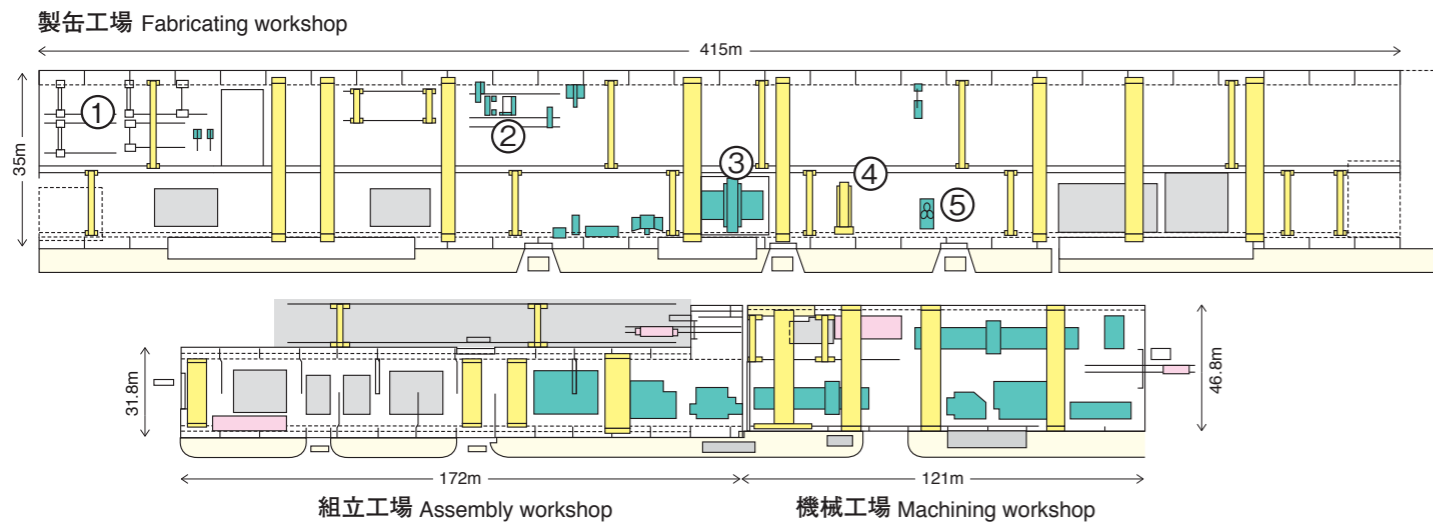 製缶工場 Fabricating workshop
415m
35m
①
②
③
④
⑤
31.8m
46.8m
172m
121m
組立工場 Assembly workshop
機械工場 Machining workshop